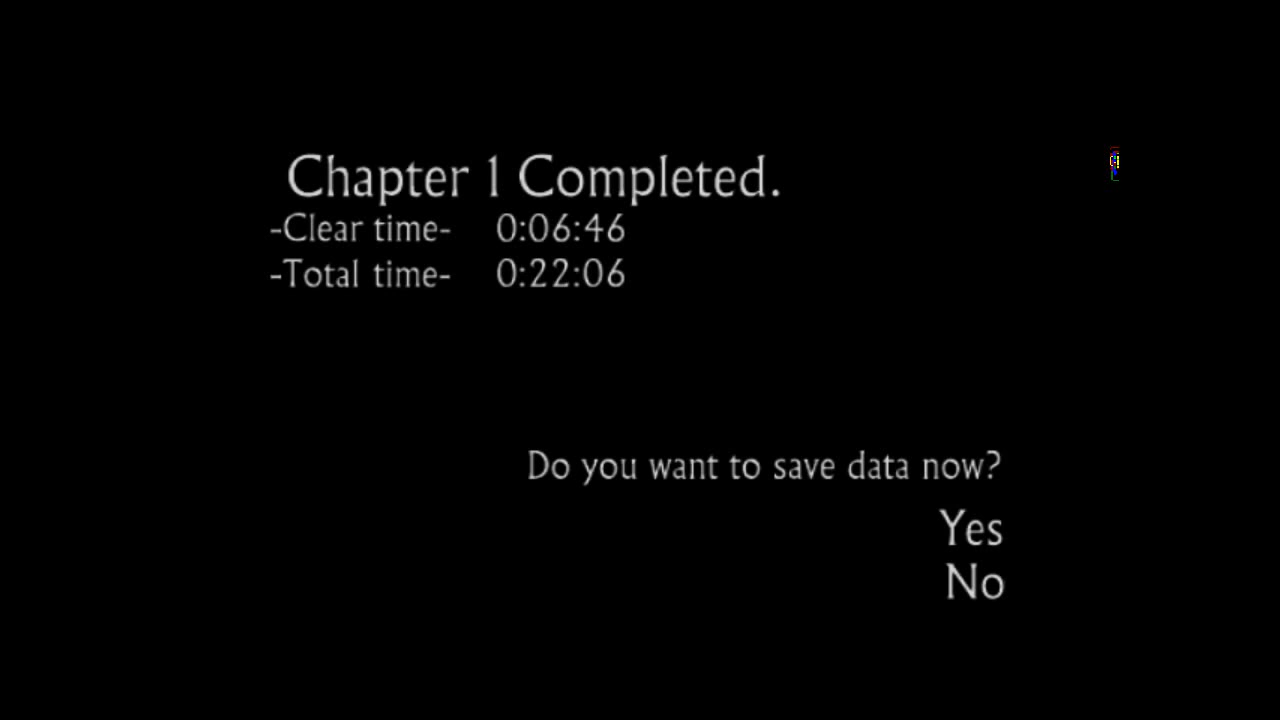 Chapter 1 Completed.
-Clear time- 0:06:46
-Total time- 0:22:06
Do you want to save data now?
Yes
No